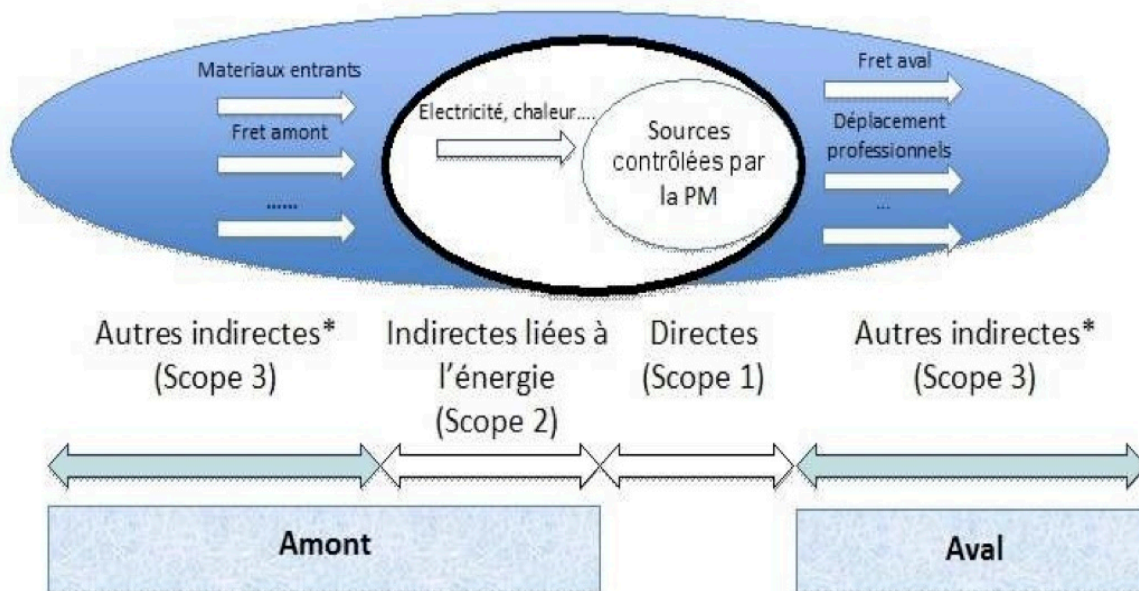 Materiaux entrants
Fret amont
......
Electricité, chaleur....
Sources
contrôlées par
la PM
Fret aval
Déplacement
professionnels
...
Autres indirectes*
(Scope 3)
Indirectes liées à
l'énergie
(Scope 2)
Directes
(Scope 1)
Autres indirectes*
(Scope 3)
Amont
Aval